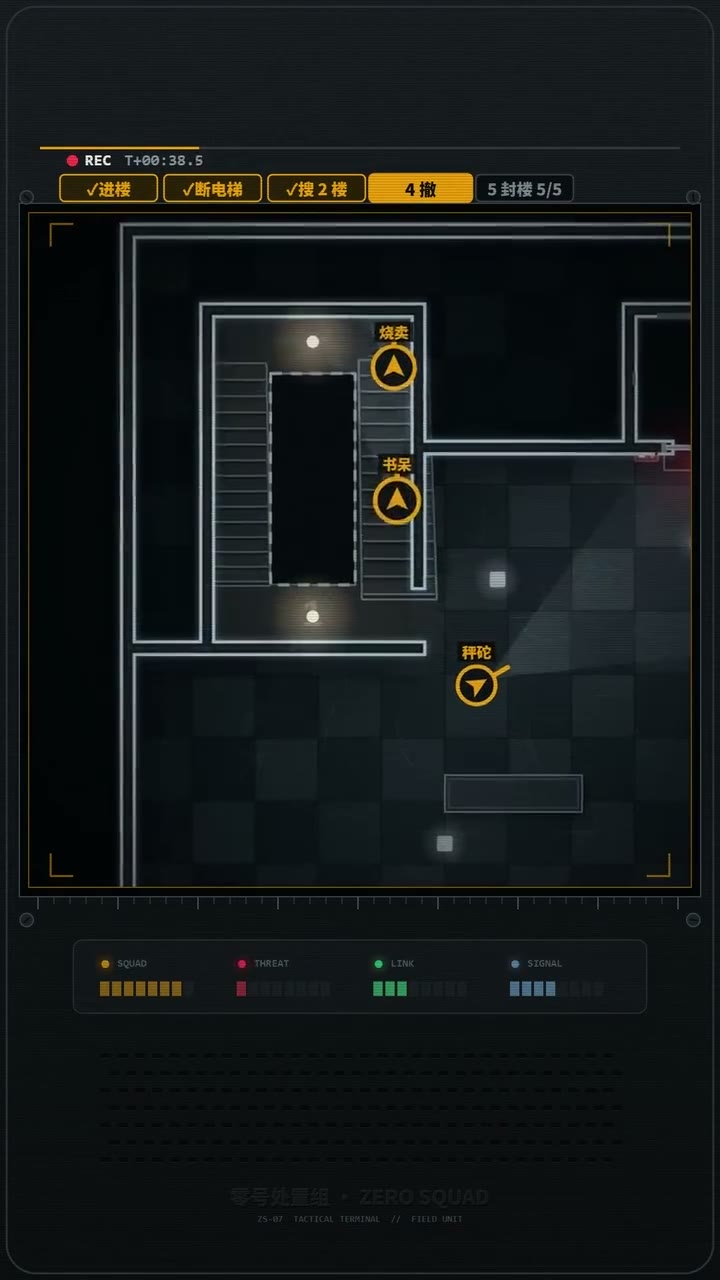 REC T+00:38.5
✓进楼 ✓断电梯 ✓搜 2 楼 4 撤 5 封楼 5/5
烧卖
书呆
秤砣
SQUAD THREAT LINK SIGNAL
零号处置组 · ZERO SQUAD
ZS-07 TACTICAL TERMINAL // FIELD UNIT